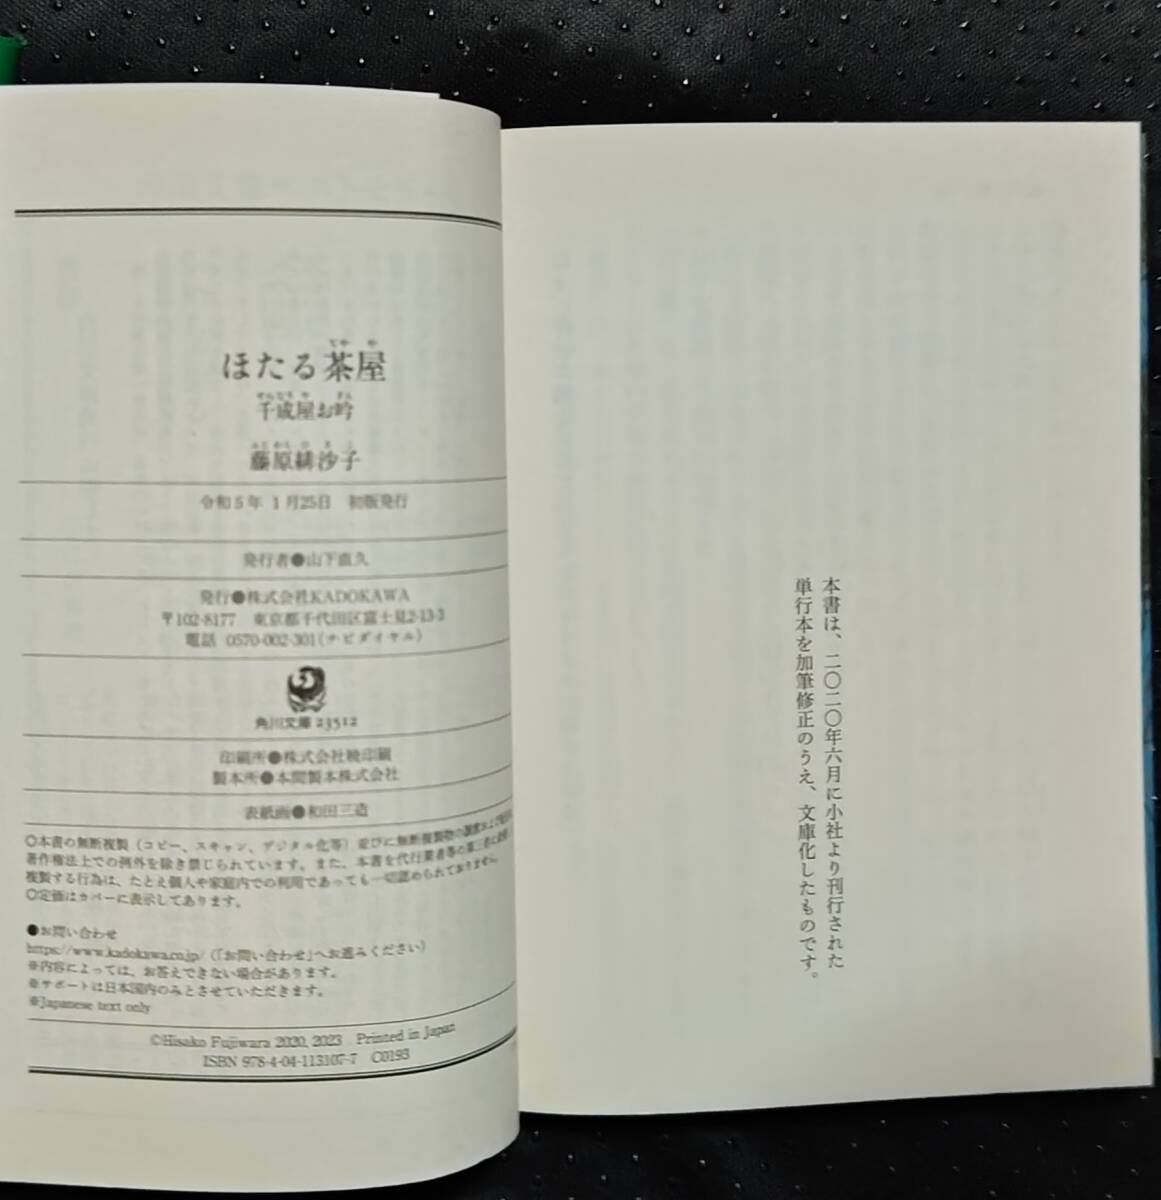 本書は、二〇二〇年六月に小社より刊行された
単行本を加筆修正のうえ、文庫化したものです。
ほたる茶屋
千成屋お吟
藤原緋沙子
令和5年 1月25日 初版発行
発行者●山下直久
発行●株式会社KADOKAWA
〒102-8177 東京都千代田区富士見2-13-3
電話 0570-002-301(ナビダイヤル)
角川文庫 23512
印刷所●株式会社暁印刷
製本所●本間製本株式会社
表紙画●和田三造
◎本書の無断複製（コピー、スキャン、デジタル化等）並びに無断複製物の譲渡および
著作権法上での例外を除き禁じられています。また、本書を代行業者等の第三者に
複製する行為は、たとえ個人や家庭内での利用であっても一切認められておりません。
◎定価はカバーに表示してあります。
●お問い合わせ
https://www.kadokawa.co.jp/（「お問い合わせ」へお進みください）
※内容によっては、お答えできない場合があります。
※サポートは日本国内のみとさせていただきます。
※Japanese text only
©Hisako Fujiwara 2020, 2023 Printed in Japan
ISBN 978-4-04-113107-7 C0193